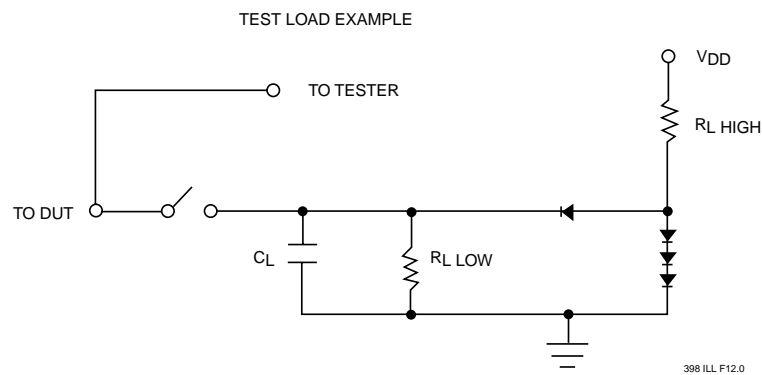 TEST LOAD EXAMPLE
VDD
TO TESTER
RL HIGH
TO DUT
CL
RL LOW
398 ILL F12.0